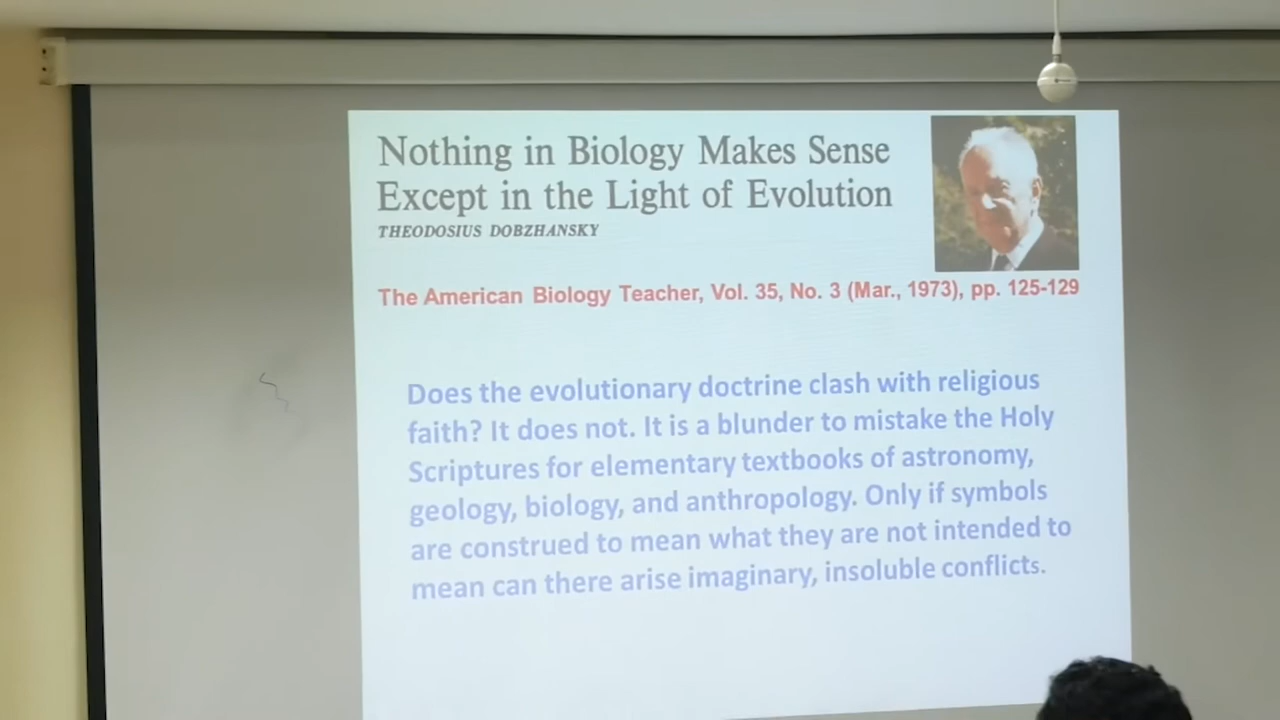 Nothing in Biology Makes Sense
Except in the Light of Evolution
THEODOSIUS DOBZHANSKY
The American Biology Teacher, Vol. 35, No. 3 (Mar., 1973), pp. 125-129
Does the evolutionary doctrine clash with religious
faith? It does not. It is a blunder to mistake the Holy
Scriptures for elementary textbooks of astronomy,
geology, biology, and anthropology. Only if symbols
are construed to mean what they are not intended to
mean can there arise imaginary, insoluble conflicts.